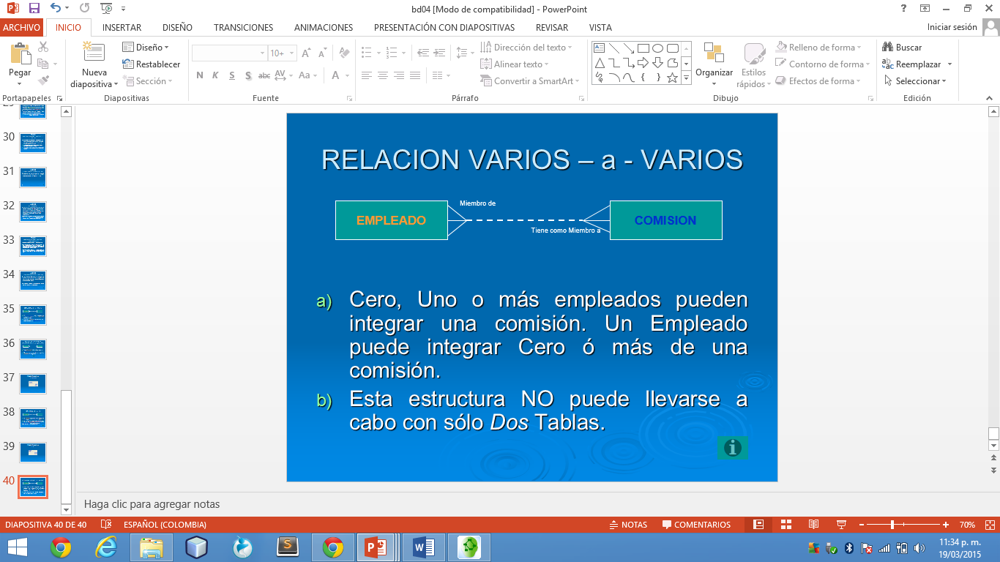 bd04 [Modo de compatibilidad] - PowerPoint
ARCHIVO INICIO INSERTAR DISEÑO TRANSICIONES ANIMACIONES PRESENTACIÓN CON DIAPOSITIVAS REVISAR VISTA Iniciar sesión
Pegar
Portapapeles
Nueva
diapositiva
Diseño
Restablecer
Sección
Diapositivas
10+
N K S S abc AV Aa A
Fuente
Dirección del texto
Alinear texto
Convertir a SmartArt
Párrafo
Organizar
Estilos
rápidos
Relleno de forma
Contorno de forma
Efectos de forma
Dibujo
Buscar
Reemplazar
Seleccionar
Edición
30
31
32
33
34
35
36
37
38
39
40
RELACION VARIOS – a - VARIOS
Miembro de
EMPLEADO
COMISION
Tiene como Miembro a
a) Cero, Uno o más empleados pueden
integrar una comisión. Un Empleado
puede integrar Cero ó más de una
comisión.
b) Esta estructura NO puede llevarse a
cabo con sólo Dos Tablas.
Haga clic para agregar notas
DIAPOSITIVA 40 DE 40 ESPAÑOL (COLOMBIA) NOTAS COMENTARIOS 70%
11:34 p. m.
19/03/2015